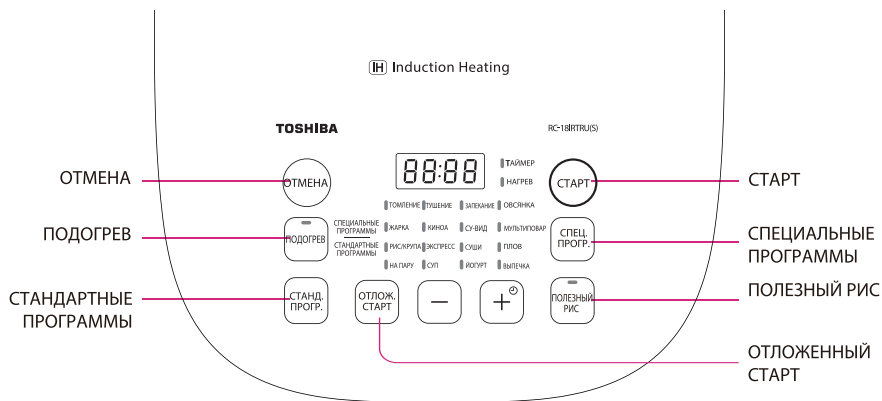 IH Induction Heating
TOSHIBA
RC-18IRTRU(S)
88:88
ТАЙМЕР
НАГРЕВ
ОТМЕНА
ОТМЕНА
СТАРТ
СТАРТ
ТОМЛЕНИЕ ТУШЕНИЕ ЗАПЕКАНИЕ ОВСЯНКА
ПОДОГРЕВ
ПОДОГРЕВ
СПЕЦИАЛЬНЫЕ
ПРОГРАММЫ
ЖАРКА КИНОА СУ-ВИД МУЛЬТИПОВАР
СТАНДАРТНЫЕ
ПРОГРАММЫ
РИС/КРУПА ЭКСПРЕСС СУШИ ПЛОВ
НА ПАРУ СУП ЙОГУРТ ВЫПЕЧКА
СПЕЦ.
ПРОГР.
СПЕЦИАЛЬНЫЕ
ПРОГРАММЫ
СТАНДАРТНЫЕ
ПРОГРАММЫ
СТАНД.
ПРОГР.
ОТЛОЖ.
СТАРТ
−
+
ПОЛЕЗНЫЙ
РИС
ПОЛЕЗНЫЙ РИС
ОТЛОЖЕННЫЙ
СТАРТ